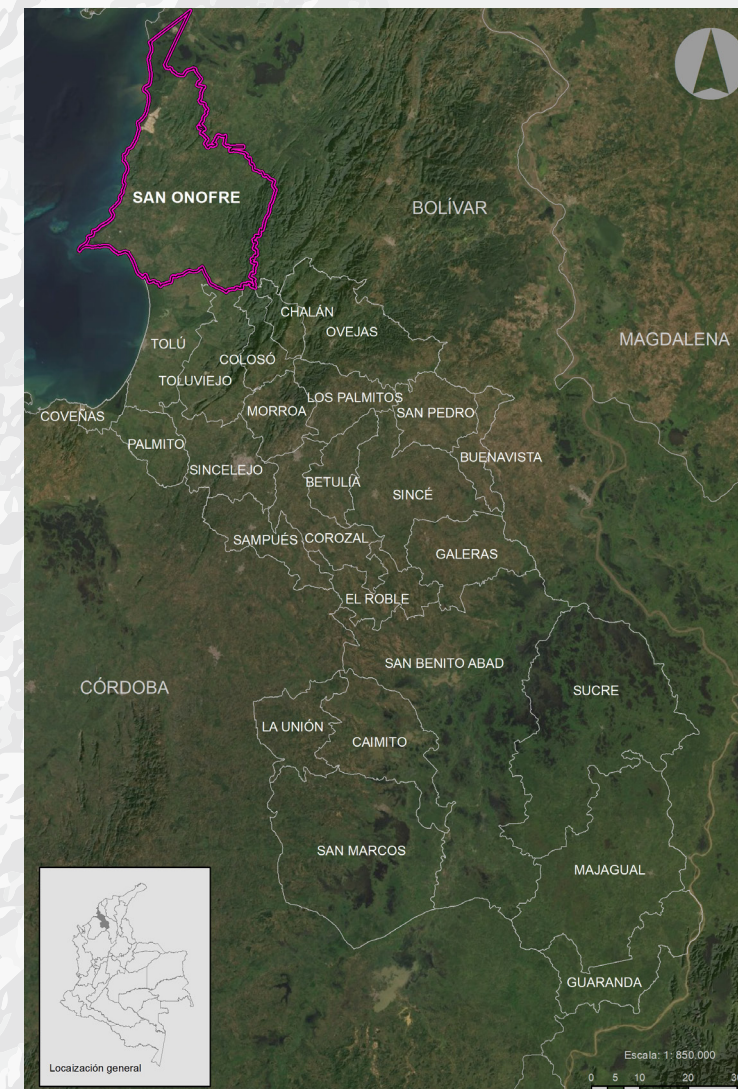 SAN ONOFRE
BOLÍVAR
CHALÁN
OVEJAS
MAGDALENA
TOLÚ
COLOSÓ
TOLUVIEJO
LOS PALMITOS
MORROA
SAN PEDRO
COVEÑAS
PALMITO
BUENAVISTA
SINCELEJO
BETULÍA
SINCÉ
SAMPUÉS
COROZAL
GALERAS
EL ROBLE
SAN BENITO ABAD
CÓRDOBA
SUCRE
LA UNIÓN
CAIMITO
SAN MARCOS
MAJAGUAL
GUARANDA
Escala: 1: 850.000
Locaización general
0 5 10 20